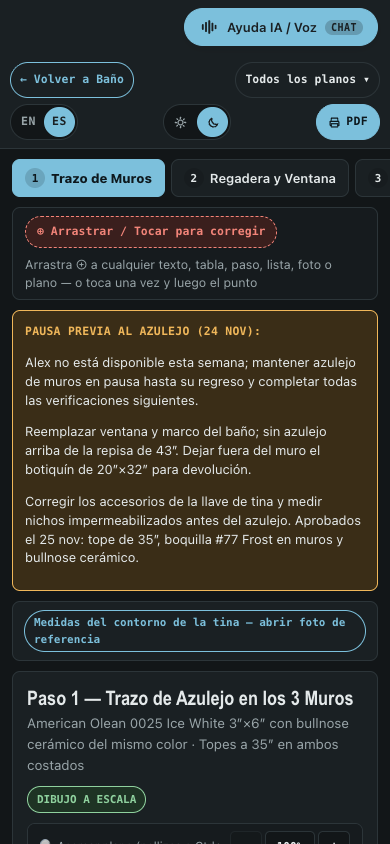 Ayuda IA / Voz CHAT
← Volver a Baño
Todos los planos ▾
EN ES
PDF
1 Trazo de Muros
2 Regadera y Ventana
3
⊕ Arrastrar / Tocar para corregir
Arrastra ⊕ a cualquier texto, tabla, paso, lista, foto o
plano — o toca una vez y luego el punto
PAUSA PREVIA AL AZULEJO (24 NOV):
Alex no está disponible esta semana; mantener azulejo
de muros en pausa hasta su regreso y completar todas
las verificaciones siguientes.
Reemplazar ventana y marco del baño; sin azulejo
arriba de la repisa de 43″. Dejar fuera del muro el
botiquín de 20″×32″ para devolución.
Corregir los accesorios de la llave de tina y medir
nichos impermeabilizados antes del azulejo. Aprobados
el 25 nov: tope de 35″, boquilla #77 Frost en muros y
bullnose cerámico.
Medidas del contorno de la tina — abrir foto de
referencia
Paso 1 — Trazo de Azulejo en los 3 Muros
American Olean 0025 Ice White 3″×6″ con bullnose
cerámico del mismo color · Topes a 35″ en ambos
costados
DIBUJO A ESCALA